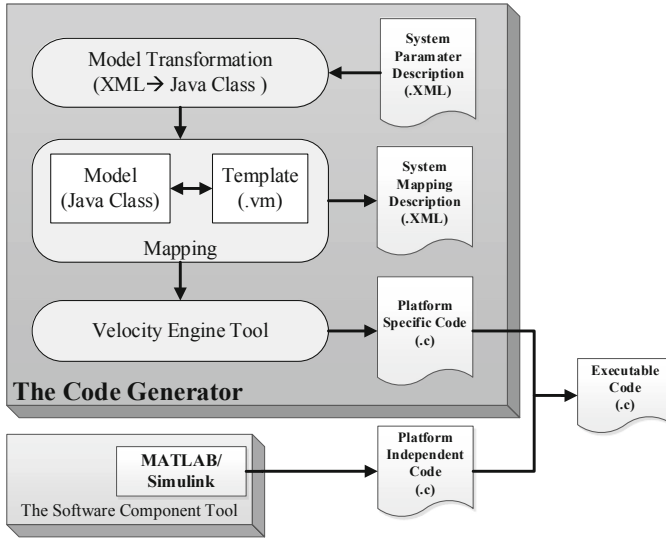 Model Transformation
(XML→ Java Class )
System
Paramater
Description
(.XML)
Model
(Java Class)
Template
(.vm)
Mapping
System
Mapping
Description
(.XML)
Velocity Engine Tool
Platform
Specific Code
(.c)
The Code Generator
Executable
Code
(.c)
MATLAB/
Simulink
The Software Component Tool
Platform
Independent
Code
(.c)